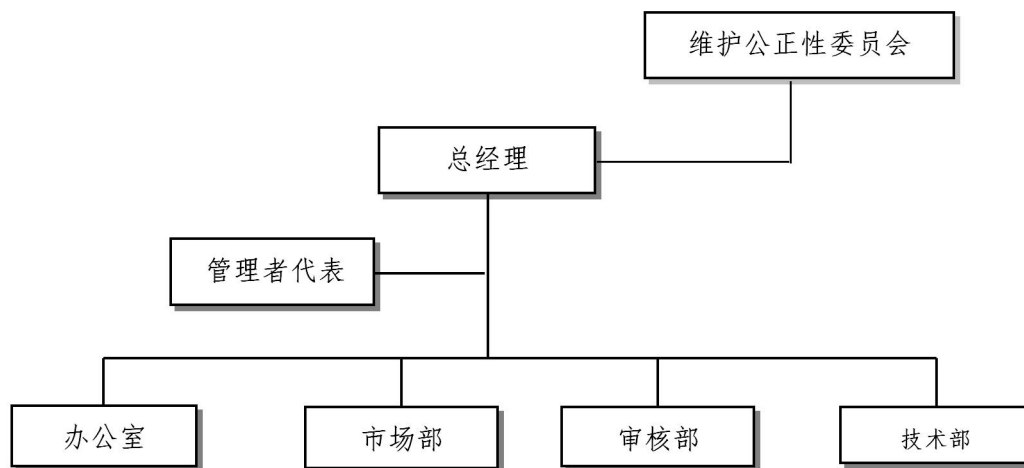 维护公正性委员会
总经理
管理者代表
办公室
市场部
审核部
技术部